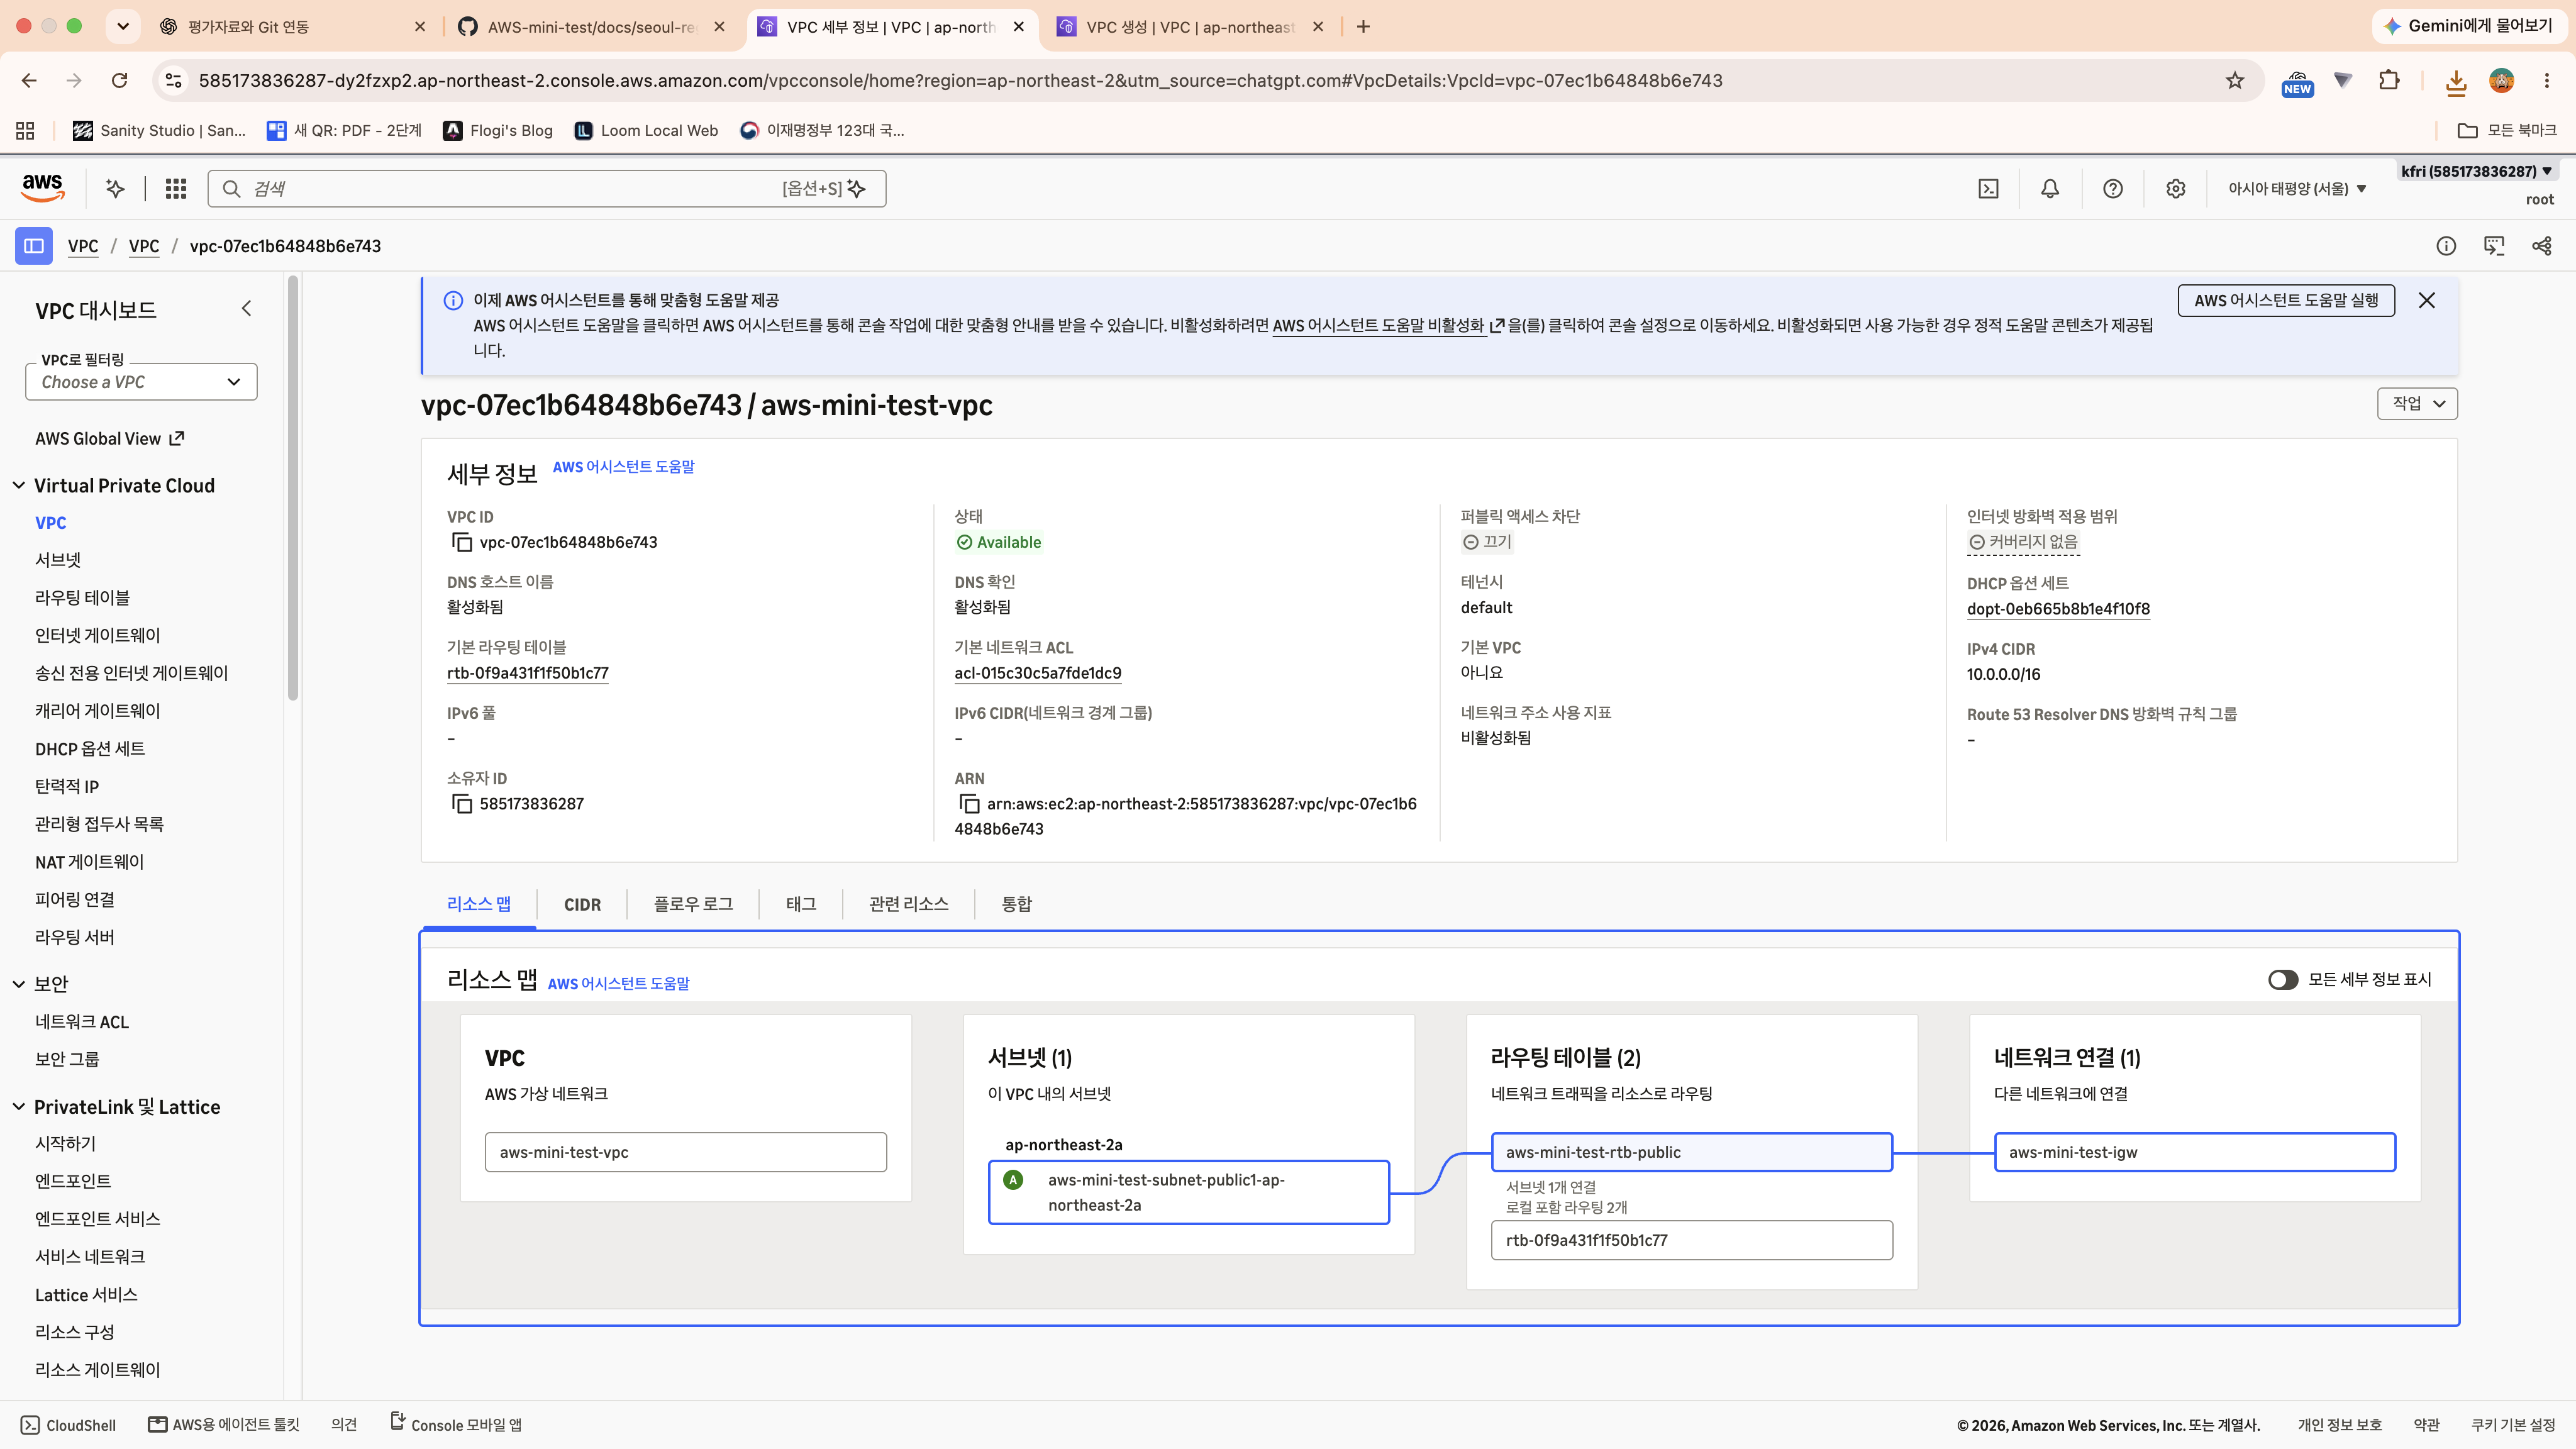 평가자료와 Git 연동
AWS-mini-test/docs/seoul-re
VPC 세부 정보 | VPC | ap-north
VPC 생성 | VPC | ap-northeast
Gemini에게 물어보기
585173836287-dy2fzxp2.ap-northeast-2.console.aws.amazon.com/vpcconsole/home?region=ap-northeast-2&utm_source=chatgpt.com#VpcDetails:VpcId=vpc-07ec1b64848b6e743
NEW
Sanity Studio | San...
새 QR: PDF - 2단계
Flogi's Blog
Loom Local Web
이재명정부 123대 국...
모든 북마크
aws
검색
[옵션+S]
아시아 태평양 (서울)
kfri (585173836287)
root
VPC / VPC / vpc-07ec1b64848b6e743
VPC 대시보드
VPC로 필터링
Choose a VPC
AWS Global View
Virtual Private Cloud
VPC
서브넷
라우팅 테이블
인터넷 게이트웨이
송신 전용 인터넷 게이트웨이
캐리어 게이트웨이
DHCP 옵션 세트
탄력적 IP
관리형 접두사 목록
NAT 게이트웨이
피어링 연결
라우팅 서버
보안
네트워크 ACL
보안 그룹
PrivateLink 및 Lattice
시작하기
엔드포인트
엔드포인트 서비스
서비스 네트워크
Lattice 서비스
리소스 구성
리소스 게이트웨이
이제 AWS 어시스턴트를 통해 맞춤형 도움말 제공
AWS 어시스턴트 도움말을 클릭하면 AWS 어시스턴트를 통해 콘솔 작업에 대한 맞춤형 안내를 받을 수 있습니다. 비활성화하려면 AWS 어시스턴트 도움말 비활성화 을(를) 클릭하여 콘솔 설정으로 이동하세요. 비활성화되면 사용 가능한 경우 정적 도움말 콘텐츠가 제공됩
니다.
AWS 어시스턴트 도움말 실행
vpc-07ec1b64848b6e743 / aws-mini-test-vpc
작업
세부 정보
AWS 어시스턴트 도움말
VPC ID
vpc-07ec1b64848b6e743
상태
Available
퍼블릭 액세스 차단
끄기
인터넷 방화벽 적용 범위
커버리지 없음
DNS 호스트 이름
활성화됨
DNS 확인
활성화됨
테넌시
default
DHCP 옵션 세트
dopt-0eb665b8b1e4f10f8
기본 라우팅 테이블
rtb-0f9a431f1f50b1c77
기본 네트워크 ACL
acl-015c30c5a7fde1dc9
기본 VPC
아니요
IPv4 CIDR
10.0.0.0/16
IPv6 풀
–
IPv6 CIDR(네트워크 경계 그룹)
–
네트워크 주소 사용 지표
비활성화됨
Route 53 Resolver DNS 방화벽 규칙 그룹
–
소유자 ID
585173836287
ARN
arn:aws:ec2:ap-northeast-2:585173836287:vpc/vpc-07ec1b6
4848b6e743
리소스 맵
CIDR
플로우 로그
태그
관련 리소스
통합
리소스 맵
AWS 어시스턴트 도움말
모든 세부 정보 표시
VPC
AWS 가상 네트워크
aws-mini-test-vpc
서브넷 (1)
이 VPC 내의 서브넷
ap-northeast-2a
A
aws-mini-test-subnet-public1-ap-
northeast-2a
라우팅 테이블 (2)
네트워크 트래픽을 리소스로 라우팅
aws-mini-test-rtb-public
서브넷 1개 연결
로컬 포함 라우팅 2개
rtb-0f9a431f1f50b1c77
네트워크 연결 (1)
다른 네트워크에 연결
aws-mini-test-igw
CloudShell
AWS용 에이전트 툴킷
의견
Console 모바일 앱
© 2026, Amazon Web Services, Inc. 또는 계열사.
개인 정보 보호
약관
쿠키 기본 설정